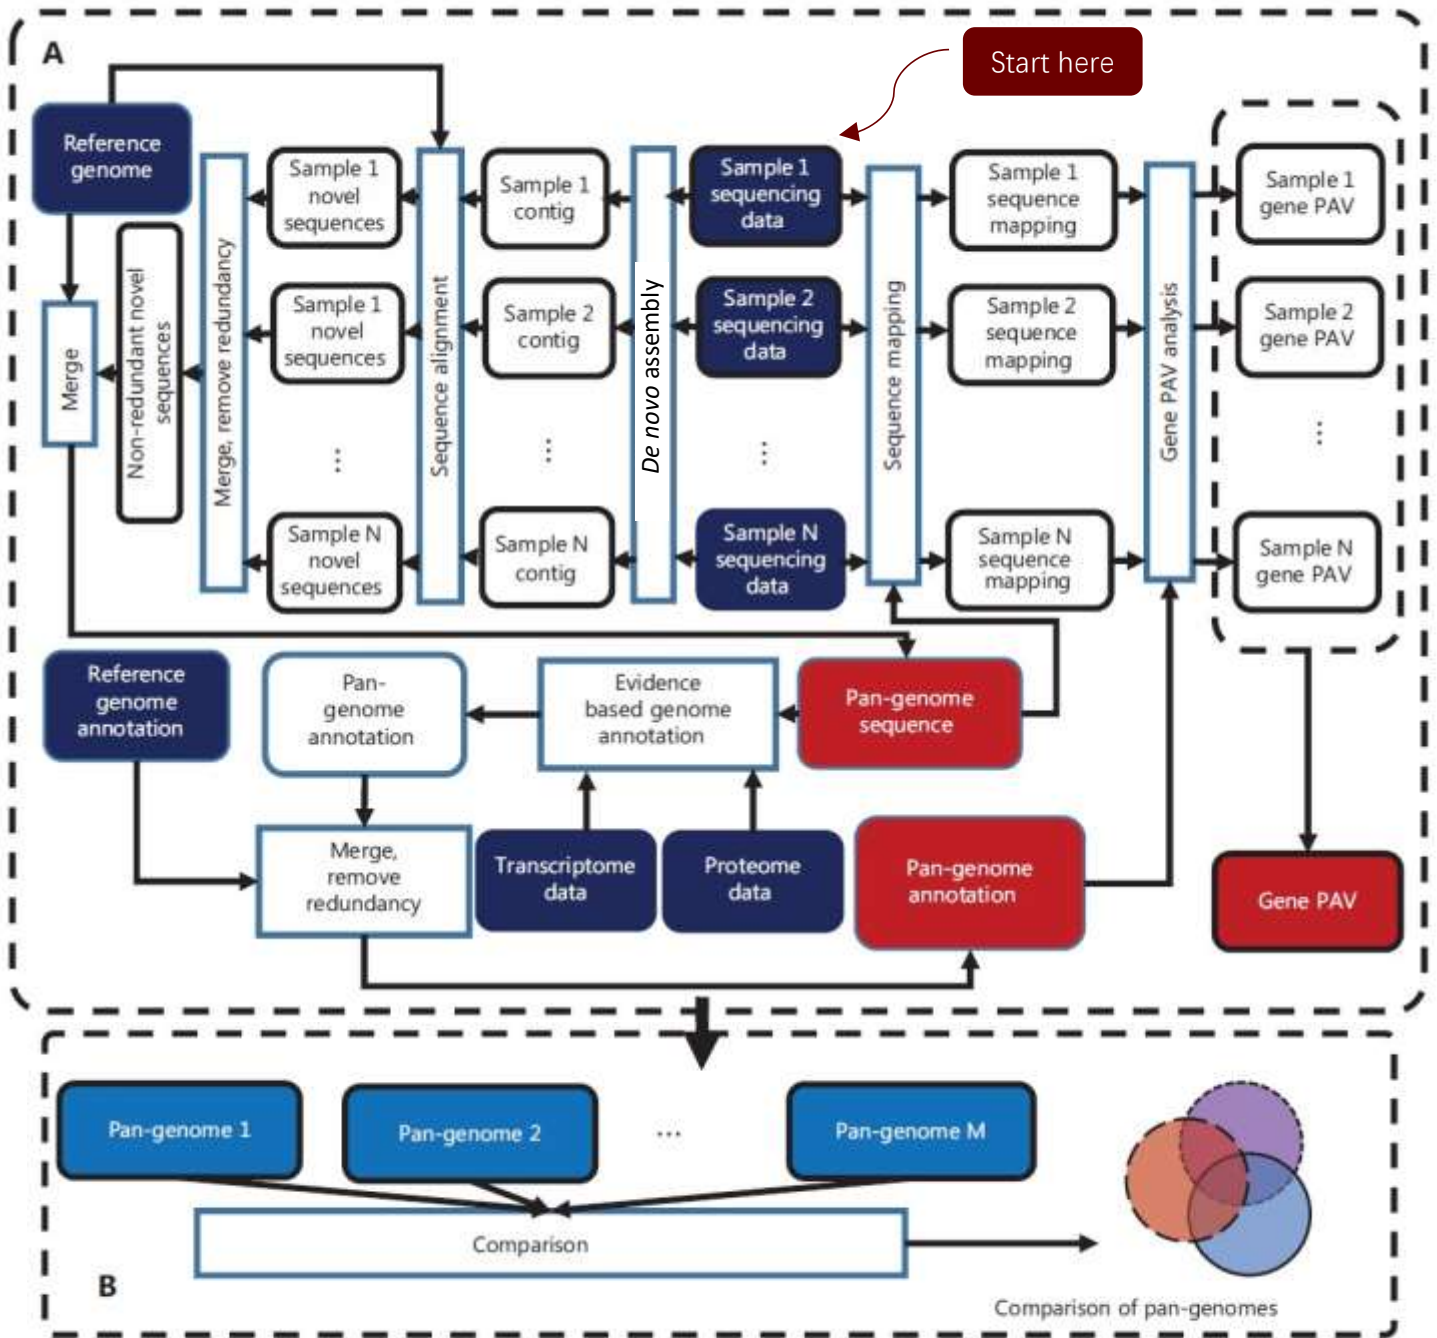 A
Start here
Reference
genome
Sample 1
novel
sequences
Sample 1
contig
Sample 1
sequencing
data
Sample 1
sequence
mapping
Sample 1
gene PAV
Sample 1
novel
sequences
Sample 2
contig
Sample 2
sequencing
data
Sample 2
sequence
mapping
Sample 2
gene PAV
Merge
Non-redundant novel
sequences
Merge, remove redundancy
Sequence alignment
De novo assembly
Sequence mapping
Gene PAV analysis
...
...
...
...
Sample N
novel
sequences
Sample N
contig
Sample N
sequencing
data
Sample N
sequence
mapping
Sample N
gene PAV
Reference
genome
annotation
Pan-
genome
annotation
Evidence
based genome
annotation
Pan-genome
sequence
Merge,
remove
redundancy
Transcriptome
data
Proteome
data
Pan-genome
annotation
Gene PAV
Pan-genome 1
Pan-genome 2
...
Pan-genome M
Comparison
B
Comparison of pan-genomes